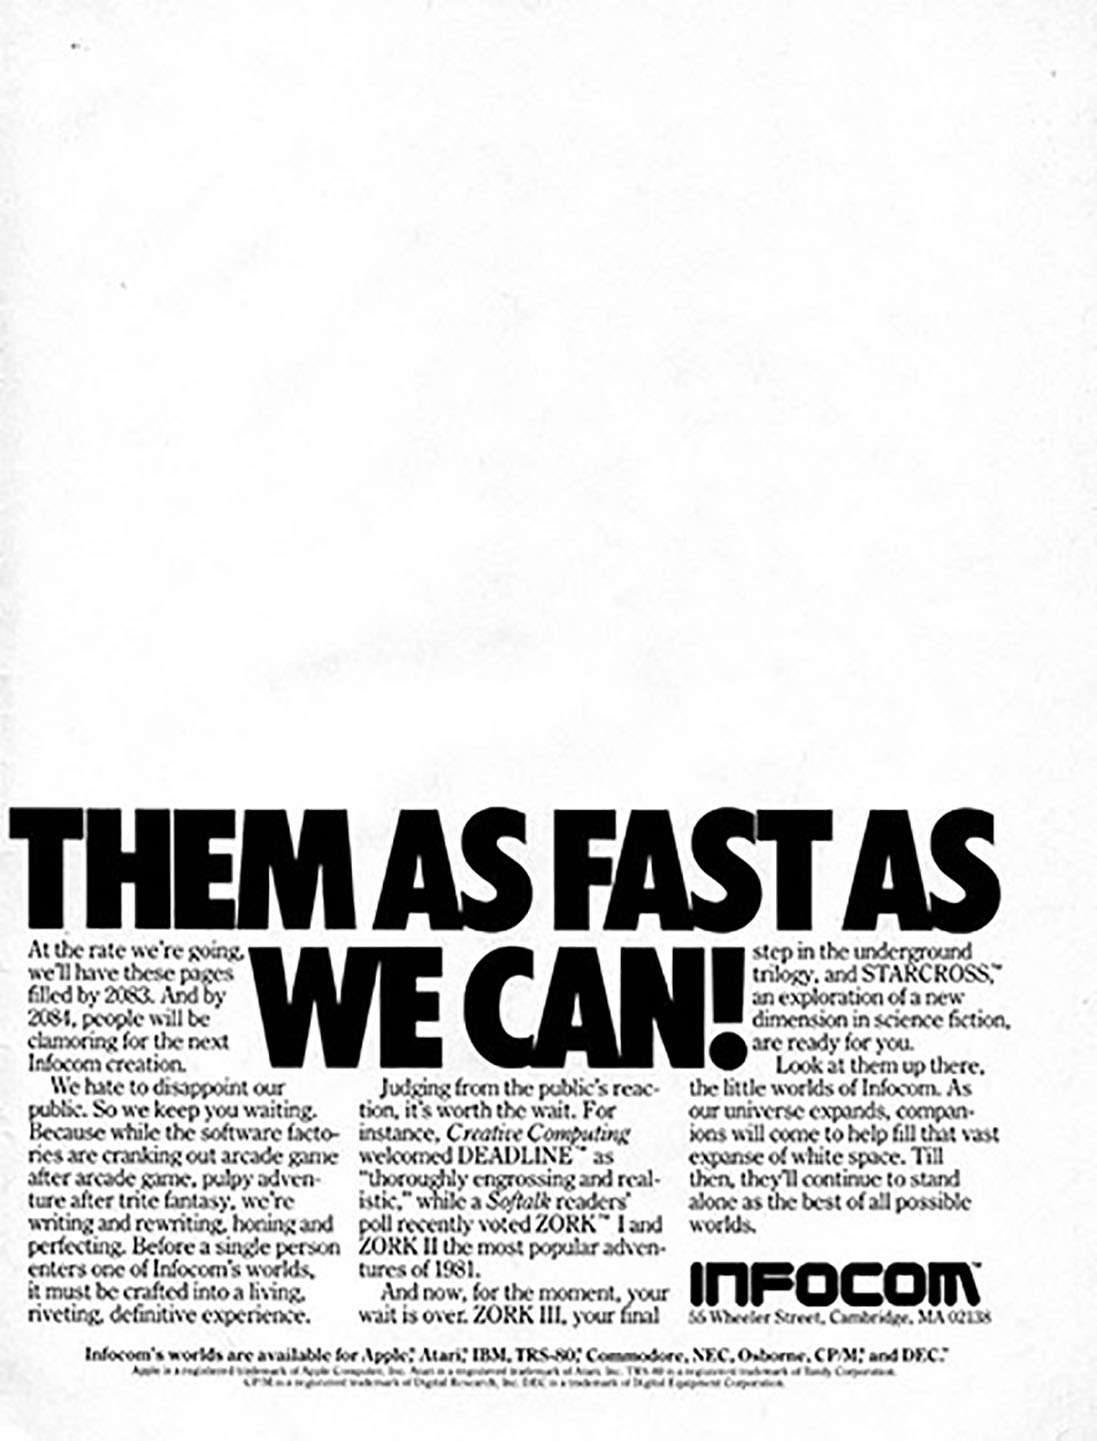 THEM AS FAST AS
WE CAN!
At the rate we're going,
we'll have these pages
filled by 2083. And by
2084, people will be
clamoring for the next
Infocom creation.
We hate to disappoint our
public. So we keep you waiting.
Because while the software facto-
ries are cranking out arcade game
after arcade game, pulpy adven-
ture after trite fantasy, we're
writing and rewriting, honing and
perfecting. Before a single person
enters one of Infocom's worlds,
it must be crafted into a living,
riveting, definitive experience.
Judging from the public's reac-
tion, it's worth the wait. For
instance, Creative Computing
welcomed DEADLINE™ as
"thoroughly engrossing and real-
istic," while a Softalk readers'
poll recently voted ZORK™ I and
ZORK II the most popular adven-
tures of 1981.
And now, for the moment, your
wait is over. ZORK III, your final
step in the underground
trilogy, and STARCROSS,™
an exploration of a new
dimension in science fiction,
are ready for you.
Look at them up there,
the little worlds of Infocom. As
our universe expands, compan-
ions will come to help fill that vast
expanse of white space. Till
then, they'll continue to stand
alone as the best of all possible
worlds.
INFOCOM™
55 Wheeler Street, Cambridge, MA 02138
Infocom's worlds are available for Apple,® Atari,® IBM, TRS-80,® Commodore, NEC, Osborne, CP/M,® and DEC.™
Apple is a registered trademark of Apple Computer, Inc. Atari is a registered trademark of Atari, Inc. TRS-80 is a registered trademark of Tandy Corporation.
CP/M is a registered trademark of Digital Research, Inc. DEC is a trademark of Digital Equipment Corporation.